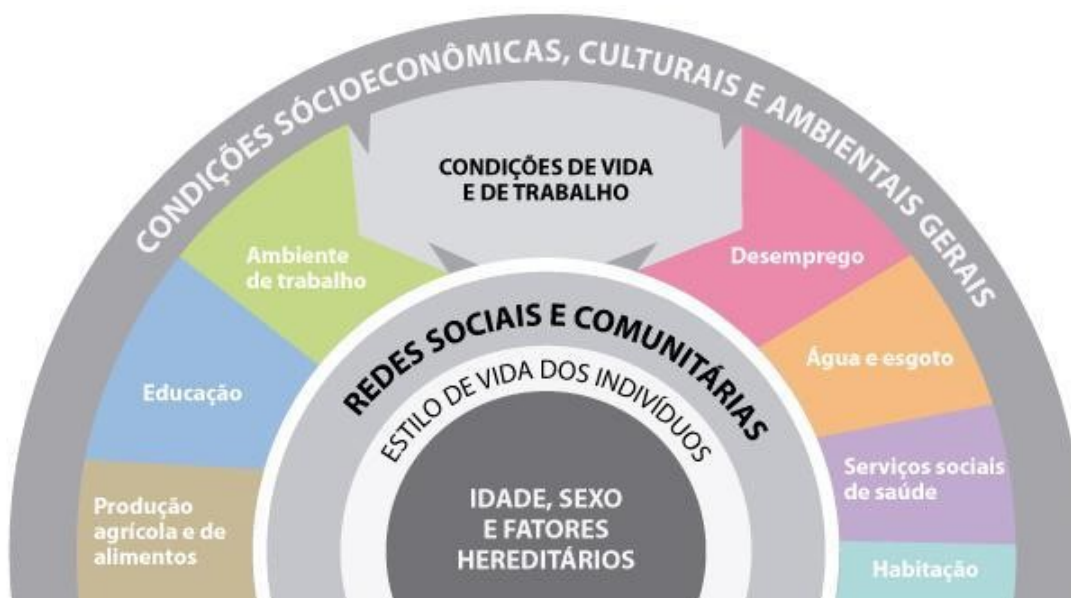 CONDIÇÕES SÓCIOECONÔMICAS, CULTURAIS E AMBIENTAIS GERAIS
CONDIÇÕES DE VIDA
E DE TRABALHO
Ambiente
de trabalho
Desemprego
Educação
Água e esgoto
Produção
agrícola e de
alimentos
Serviços sociais
de saúde
Habitação
REDES SOCIAIS E COMUNITÁRIAS
ESTILO DE VIDA DOS INDIVÍDUOS
IDADE, SEXO
E FATORES
HEREDITÁRIOS